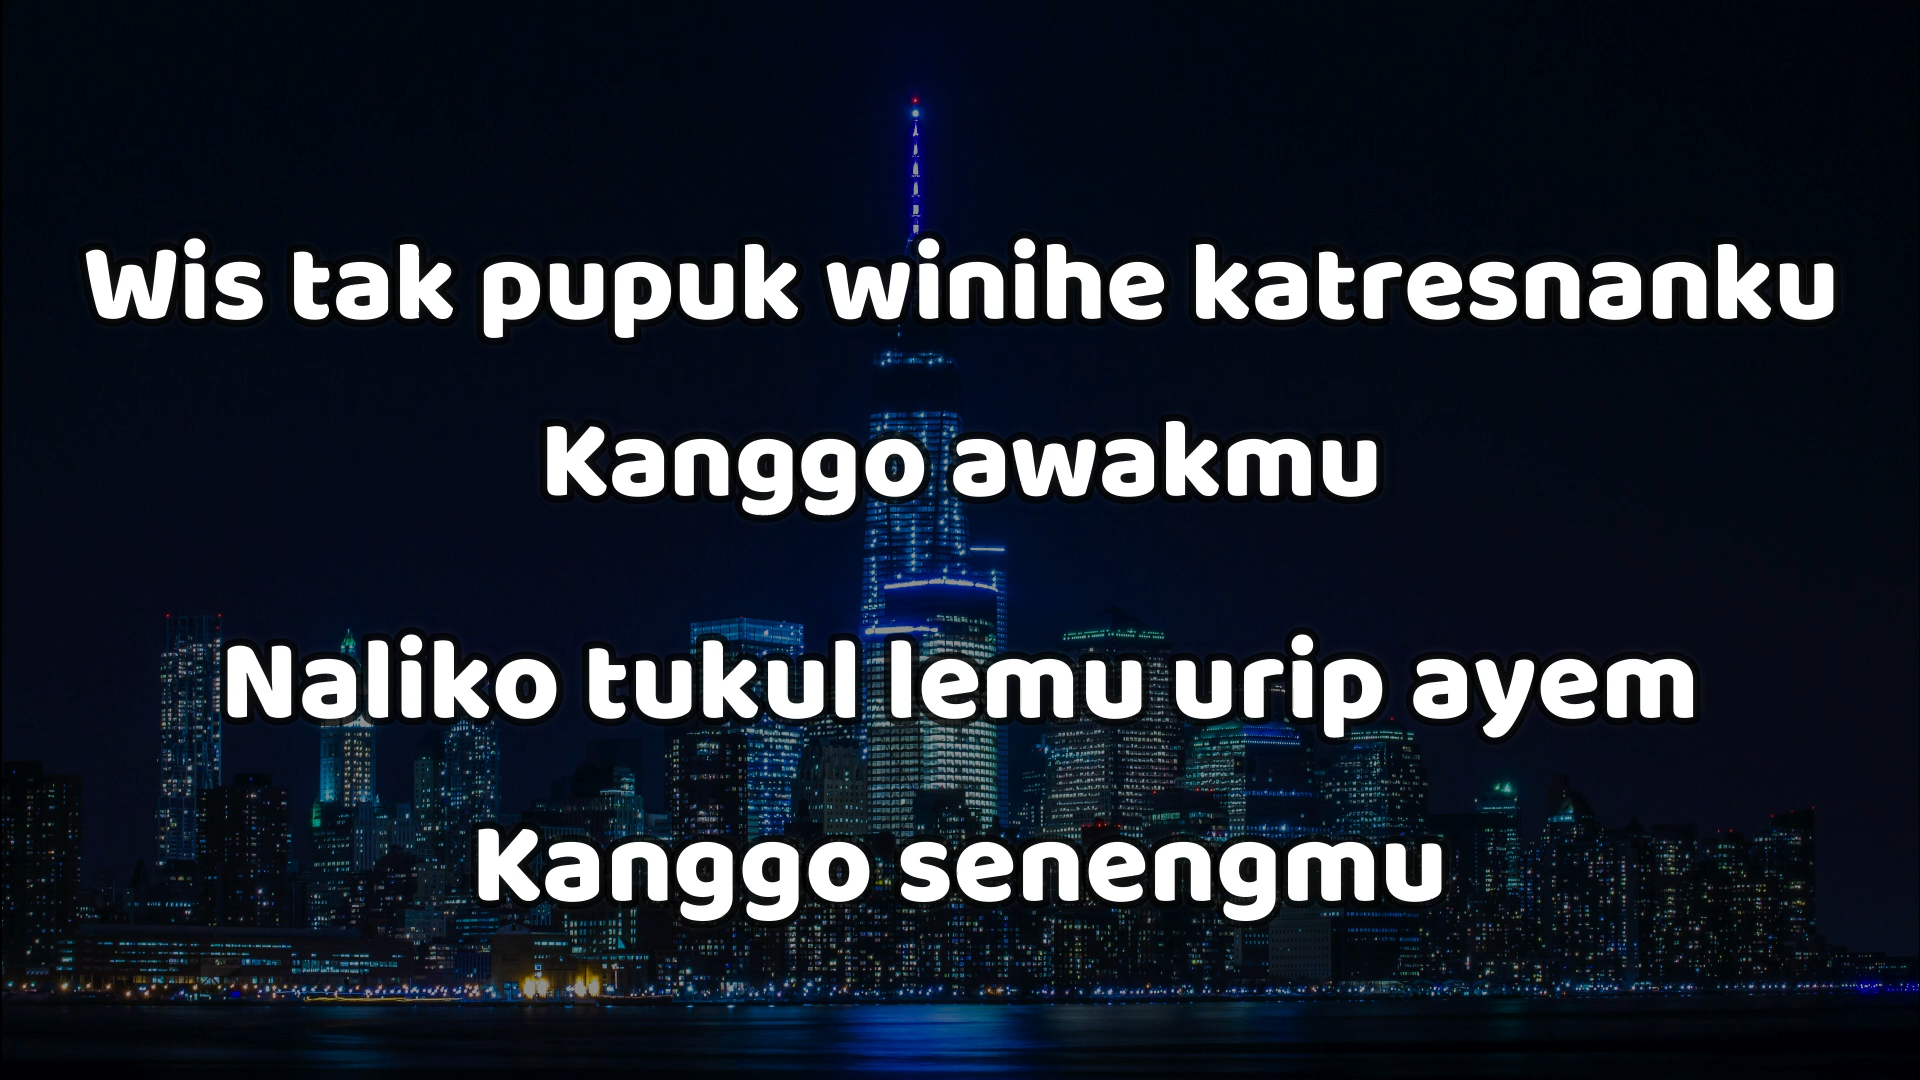 Wis tak pupuk winihe katresnanku
Kanggo awakmu
Naliko tukul lemu urip ayem
Kanggo senengmu